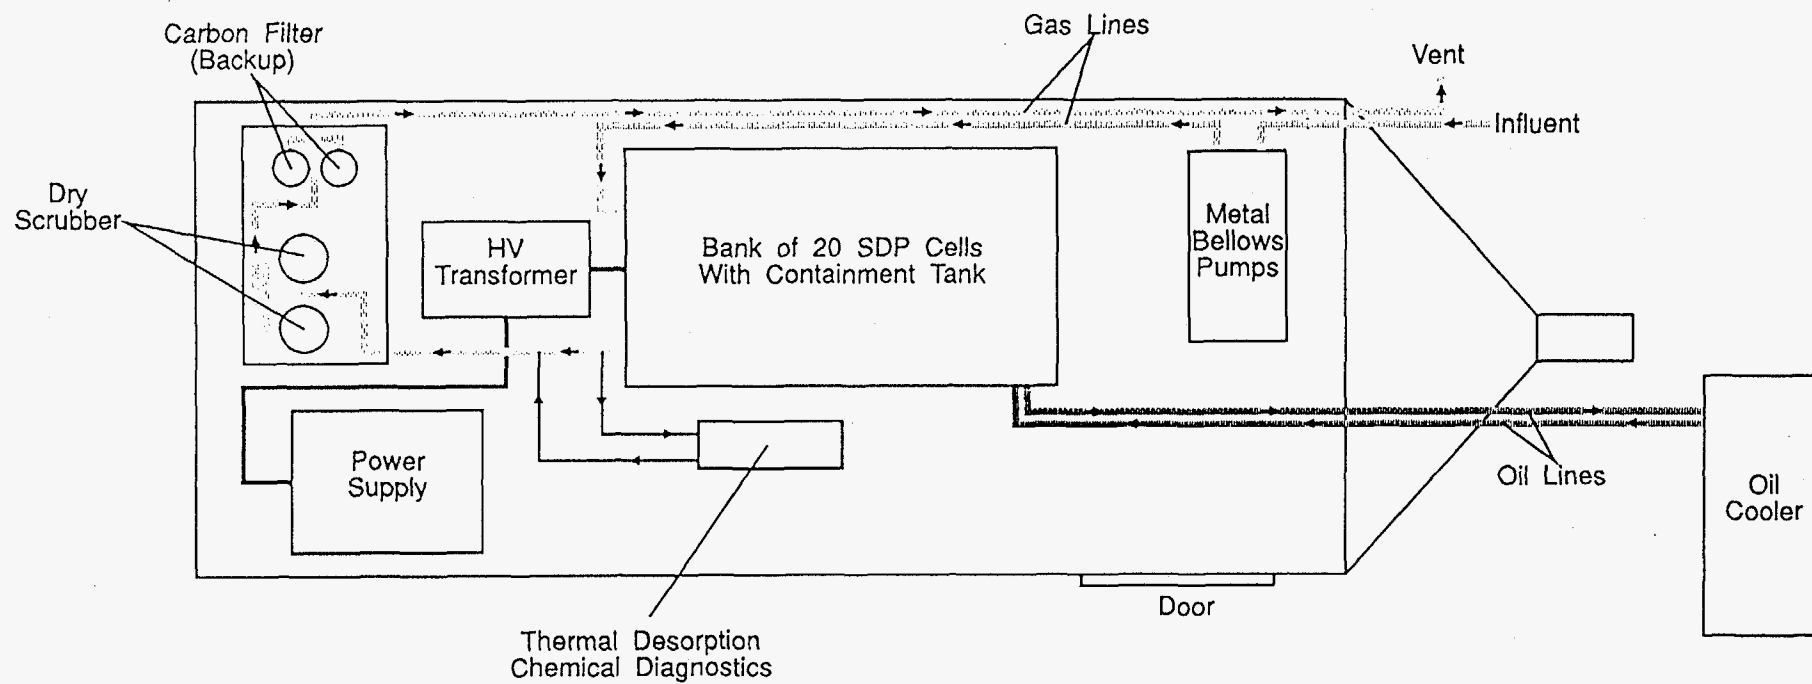 Gas Lines
Carbon Filter
(Backup)
Vent
Influent
Dry
Scrubber
HV
Transformer
Bank of 20 SDP Cells
With Containment Tank
Metal
Bellows
Pumps
Power
Supply
Oil Lines
Oil
Cooler
Door
Thermal Desorption
Chemical Diagnostics